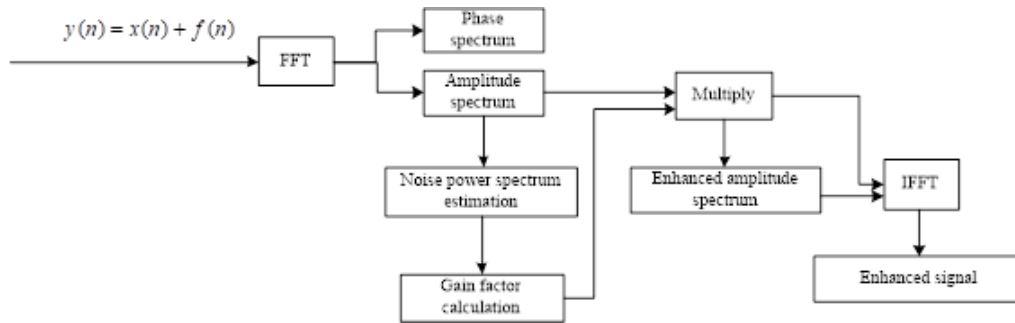 y(n) = x(n) + f(n)
FFT
Phase
spectrum
Amplitude
spectrum
Multiply
Noise power spectrum
estimation
Enhanced amplitude
spectrum
IFFT
Gain factor
calculation
Enhanced signal